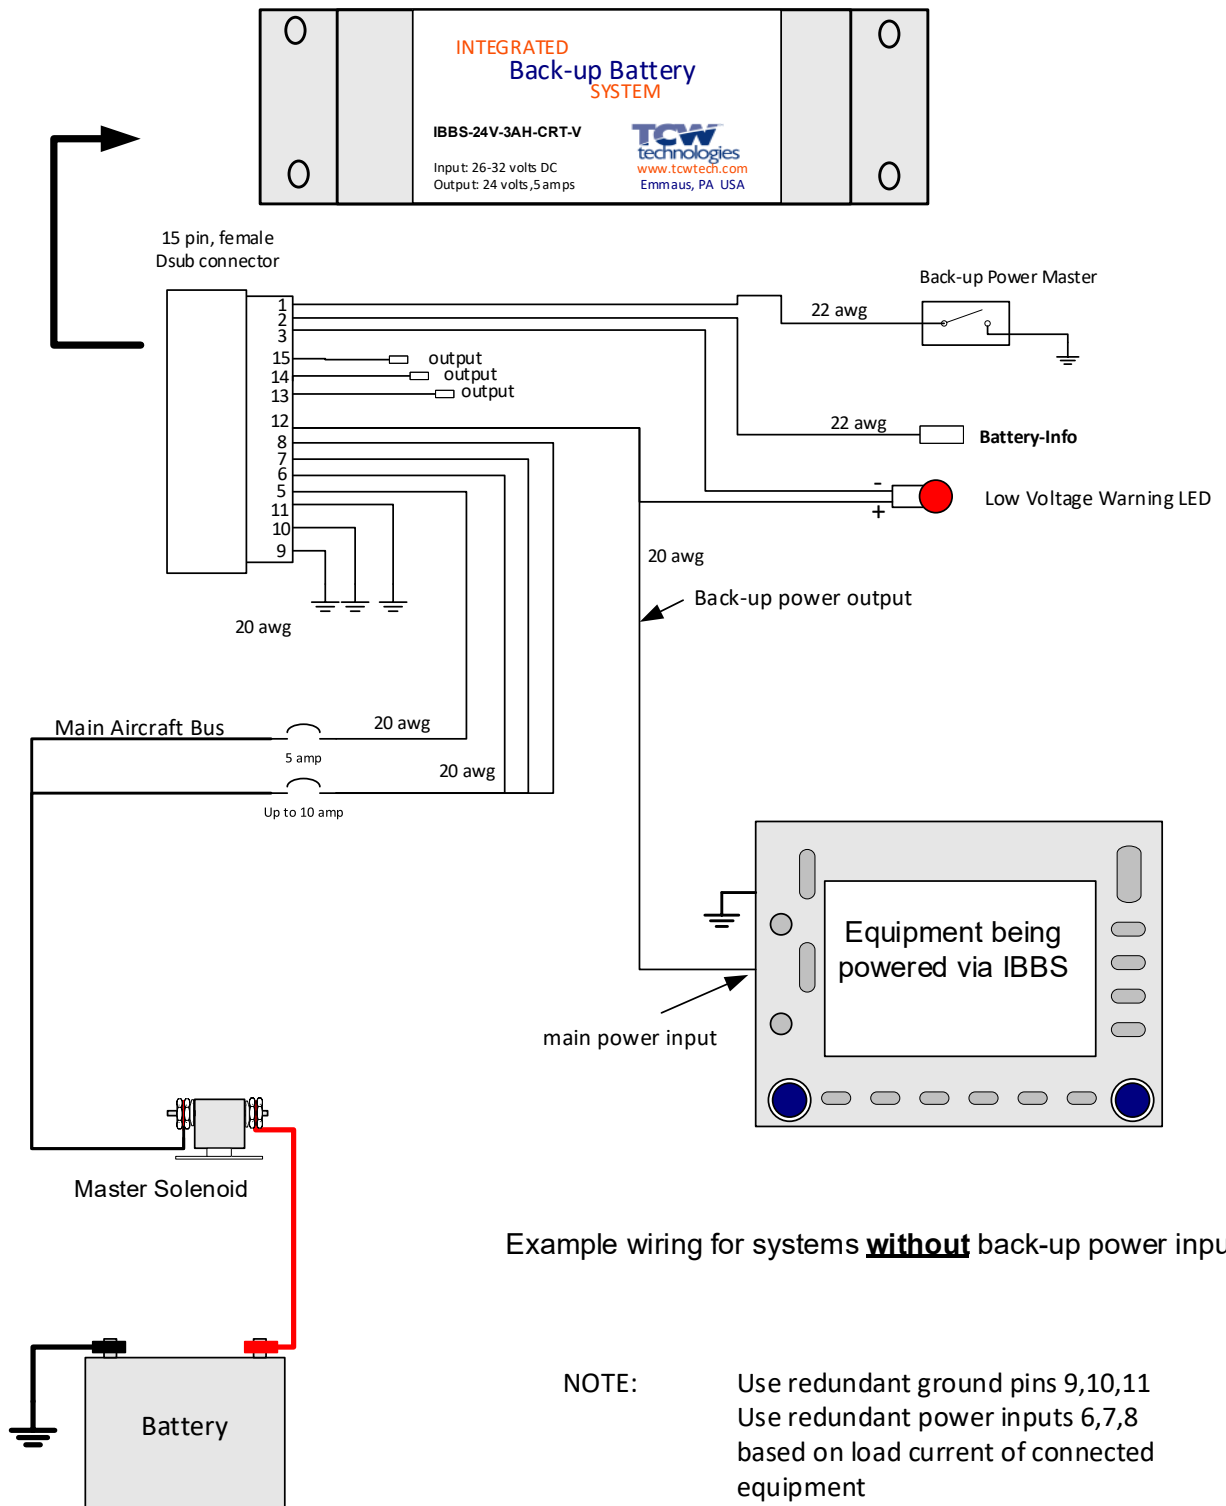 INTEGRATED
Back-up Battery
SYSTEM
IBBS-24V-3AH-CRT-V
Input: 26-32 volts DC
Output: 24 volts,5amps
TCW
technologies
www.tcwtech.com
Emmaus, PA USA
15 pin, female
Dsub connector
Back-up Power Master
1
2
3
15
14
13
12
8
7
6
5
11
10
9
output
output
output
22 awg
22 awg
Battery-Info
-
+
Low Voltage Warning LED
20 awg
Back-up power output
20 awg
Main Aircraft Bus
20 awg
5 amp
20 awg
Up to 10 amp
Equipment being
powered via IBBS
main power input
Master Solenoid
Example wiring for systems without back-up power inpu
Battery
NOTE:
Use redundant ground pins 9,10,11
Use redundant power inputs 6,7,8
based on load current of connected
equipment